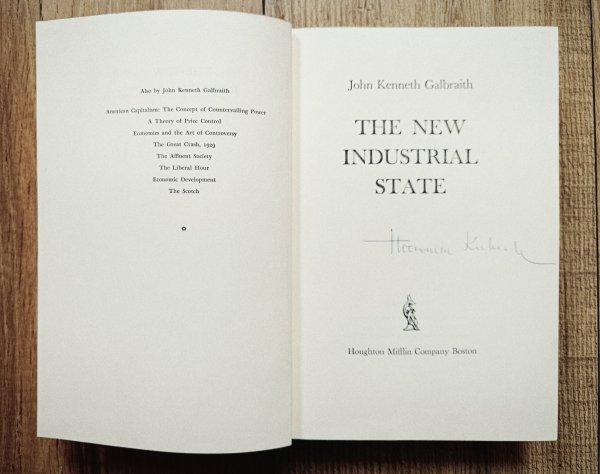 Also by John Kenneth Galbraith
American Capitalism: The Concept of Countervailing Power
A Theory of Price Control
Economics and the Art of Controversy
The Great Crash, 1929
The Affluent Society
The Liberal Hour
Economic Development
The Scotch
John Kenneth Galbraith
THE NEW
INDUSTRIAL
STATE
Houghton Mifflin Company Boston